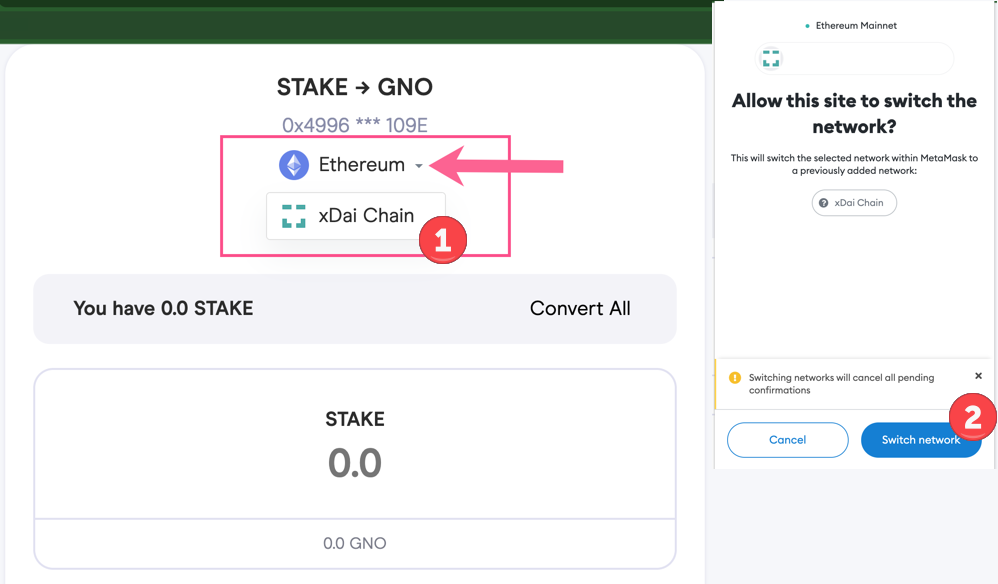 STAKE → GNO
0x4996 *** 109E
Ethereum
xDai Chain
1
You have 0.0 STAKE
Convert All
STAKE
0.0
0.0 GNO
Ethereum Mainnet
Allow this site to switch the
network?
This will switch the selected network within MetaMask to
a previously added network:
? xDai Chain
! Switching networks will cancel all pending
confirmations
×
2
Cancel
Switch network